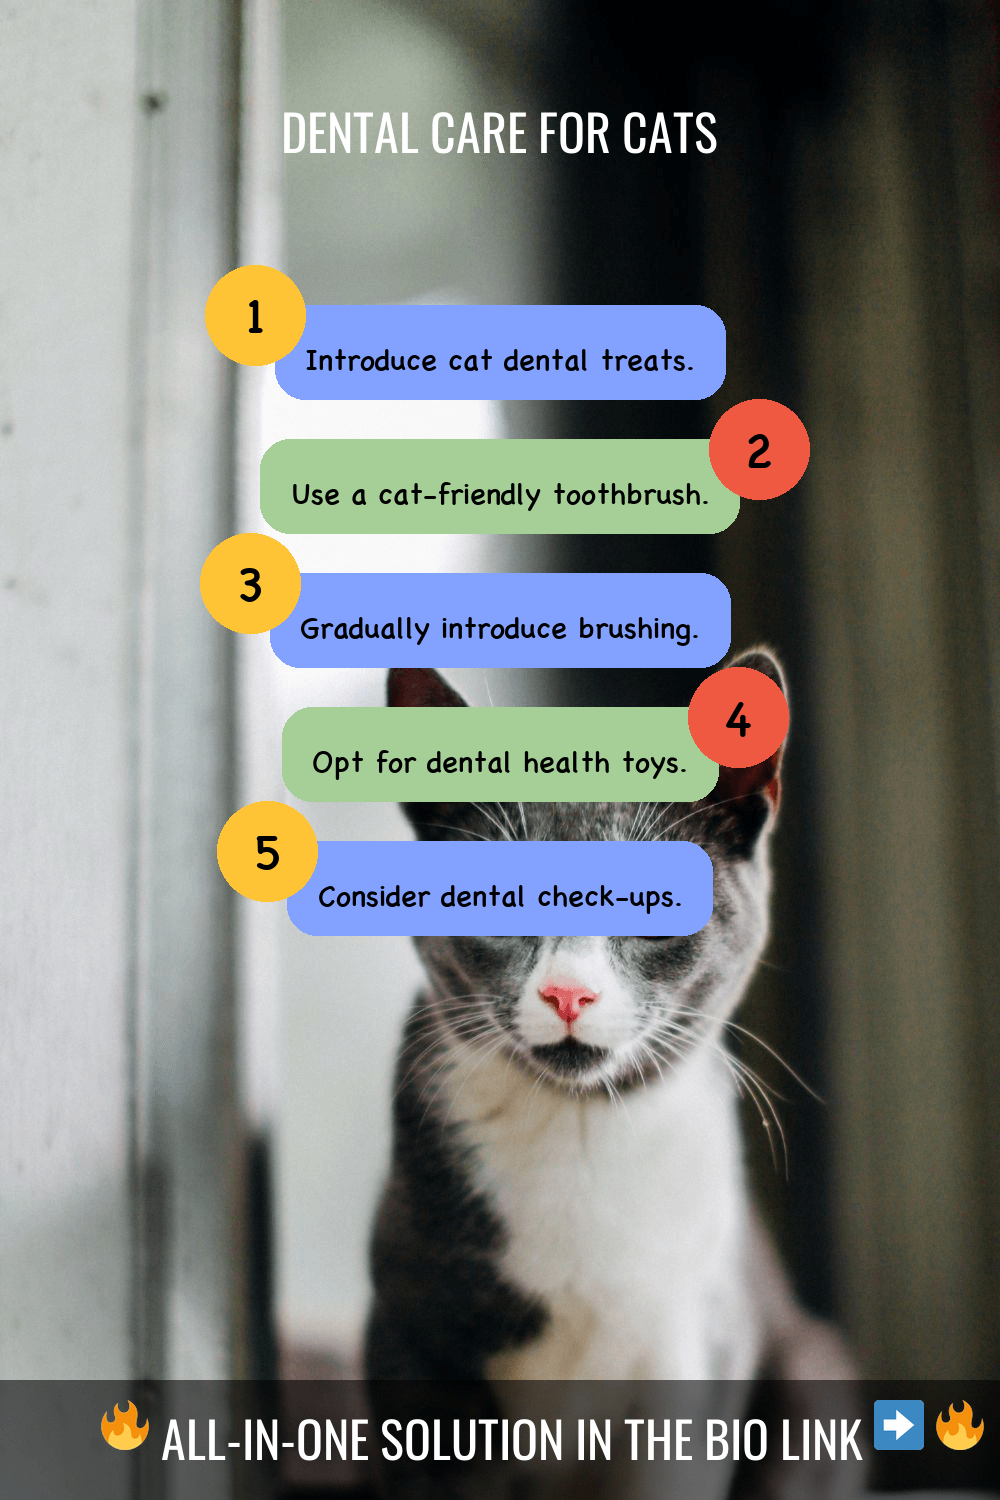 DENTAL CARE FOR CATS
1
Introduce cat dental treats.
2
Use a cat-friendly toothbrush.
3
Gradually introduce brushing.
4
Opt for dental health toys.
5
Consider dental check-ups.
🔥 ALL-IN-ONE SOLUTION IN THE BIO LINK ➡️ 🔥